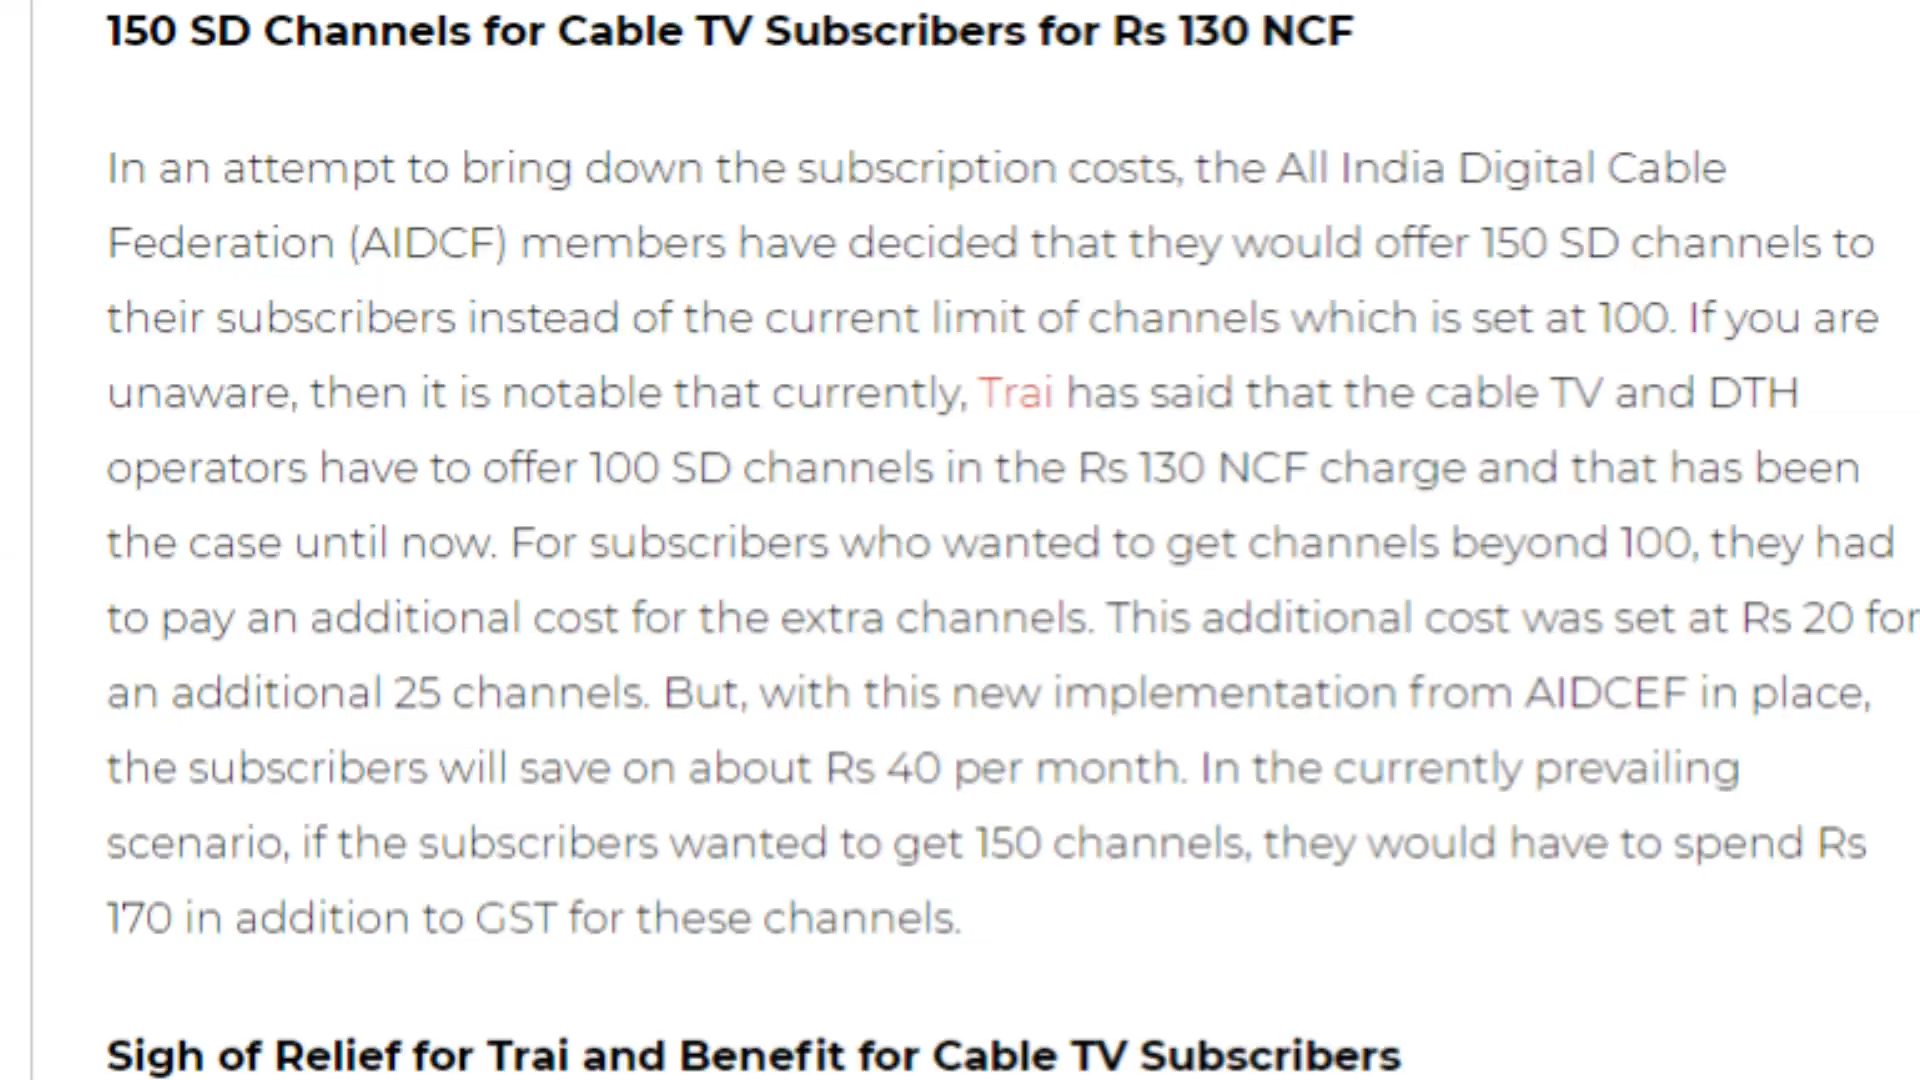 150 SD Channels for Cable TV Subscribers for Rs 130 NCF
In an attempt to bring down the subscription costs, the All India Digital Cable
Federation (AIDCF) members have decided that they would offer 150 SD channels to
their subscribers instead of the current limit of channels which is set at 100. If you are
unaware, then it is notable that currently, Trai has said that the cable TV and DTH
operators have to offer 100 SD channels in the Rs 130 NCF charge and that has been
the case until now. For subscribers who wanted to get channels beyond 100, they had
to pay an additional cost for the extra channels. This additional cost was set at Rs 20 for
an additional 25 channels. But, with this new implementation from AIDCEF in place,
the subscribers will save on about Rs 40 per month. In the currently prevailing
scenario, if the subscribers wanted to get 150 channels, they would have to spend Rs
170 in addition to GST for these channels.
Sigh of Relief for Trai and Benefit for Cable TV Subscribers